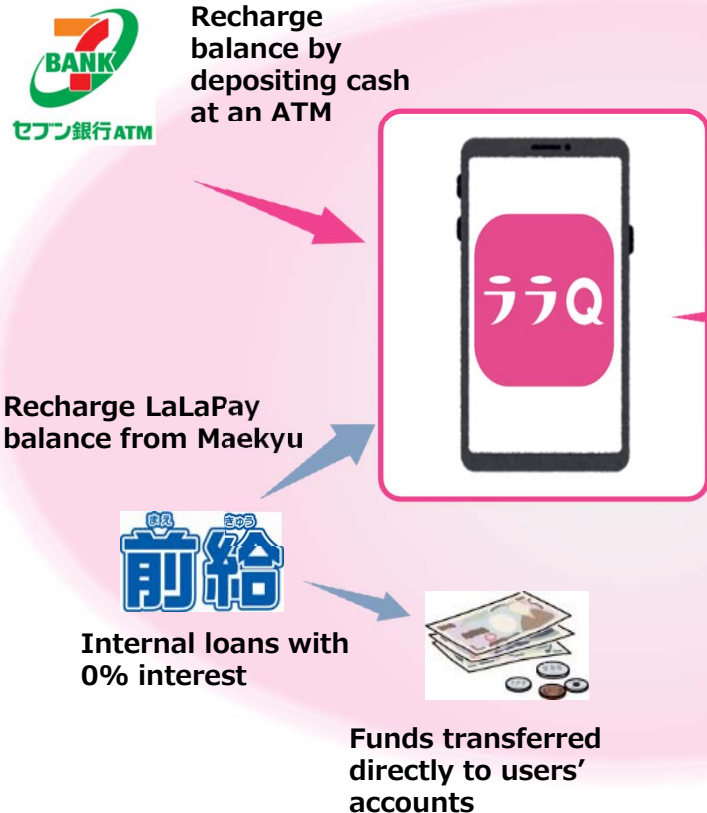 Recharge
balance by
depositing cash
at an ATM
7
BANK
セブン銀行ATM
ララQ
Recharge LaLaPay
balance from Maekyu
まえ きゅう
前給
Internal loans with
0% interest
Funds transferred
directly to users’
accounts